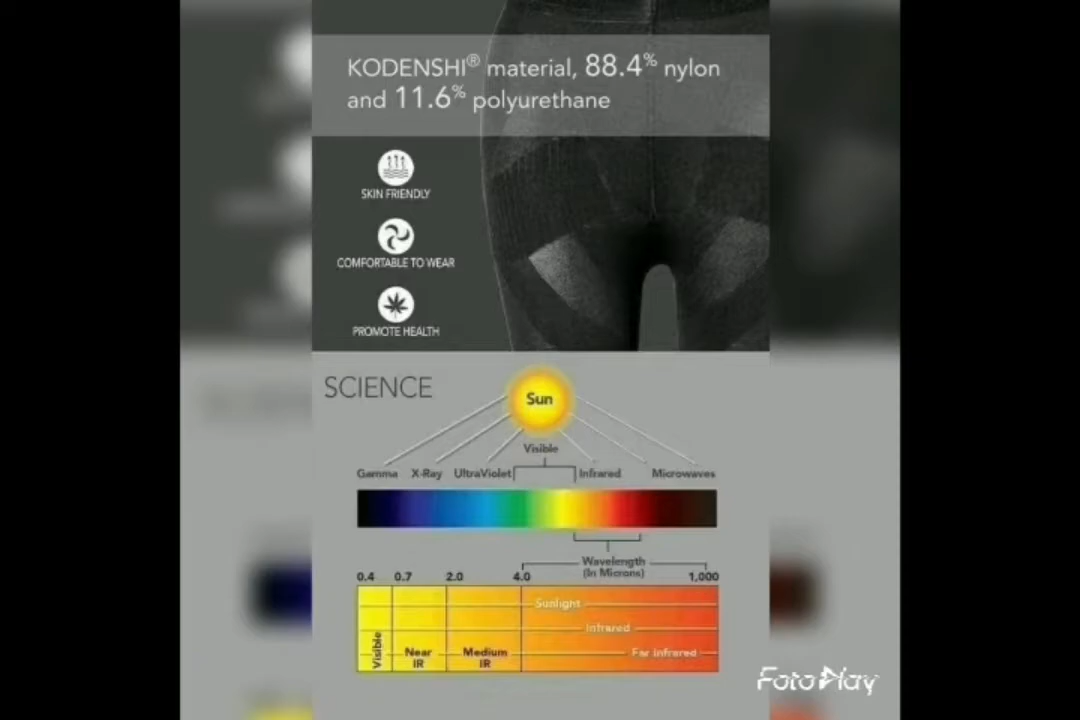 KODENSHI® material, 88.4% nylon
and 11.6% polyurethane
SKIN FRIENDLY
COMFORTABLE TO WEAR
PROMOTE HEALTH
SCIENCE
Sun
Visible
Gamma X-Ray UltraViolet Infrared Microwaves
Wavelength
(In Microns)
0.4 0.7 2.0 4.0 1,000
Sunlight
Infrared
Visible
Near
IR
Medium
IR
Far Infrared
FotoPlay